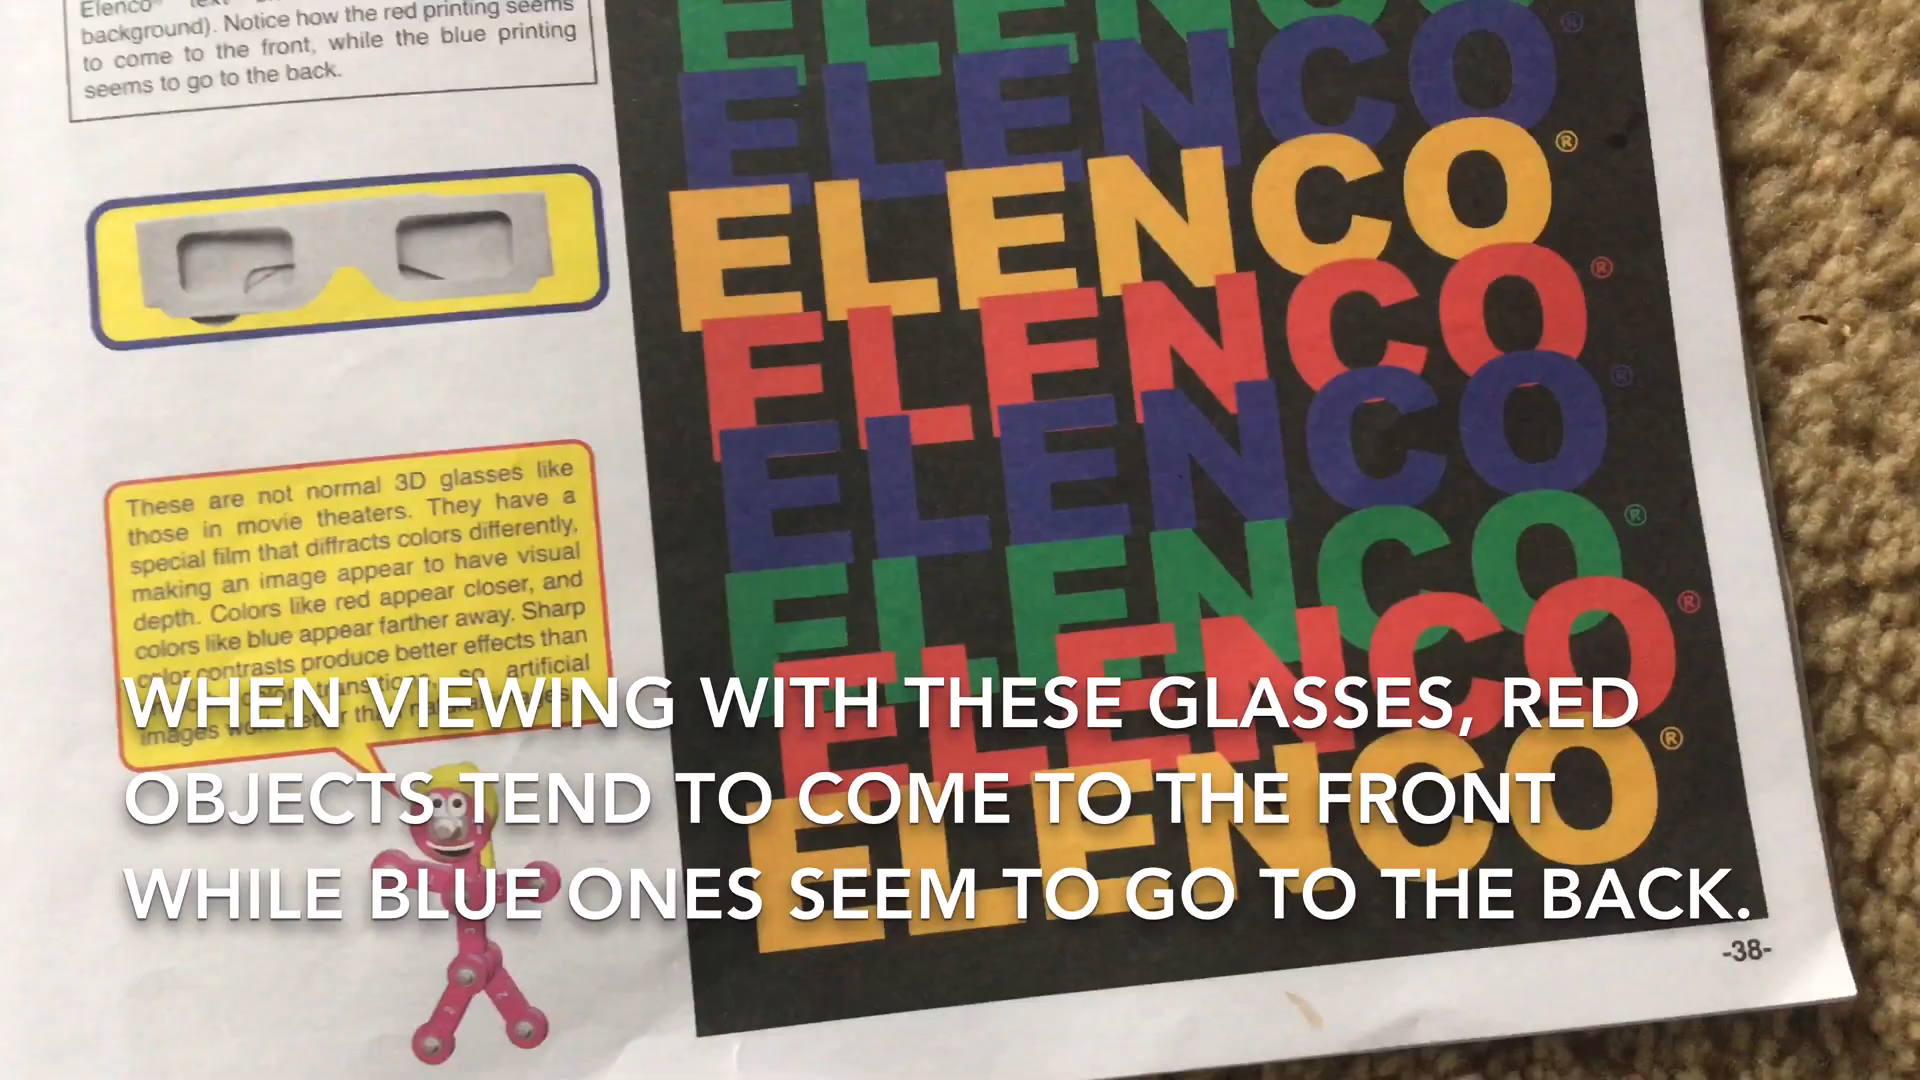 Elenco®
background). Notice how the red printing seems
to come to the front, while the blue printing
seems to go to the back.
These are not normal 3D glasses like
those in movie theaters. They have a
special film that diffracts colors differently,
making an image appear to have visual
depth. Colors like red appear closer, and
colors like blue appear farther away. Sharp
color contrasts produce better effects than
so artificial
images
ELENCO
ELENCO®
ELENCO®
ELENCO®
ELENCO®
ELENCO®
ELENCO®
ELENCO®
WHEN VIEWING WITH THESE GLASSES, RED
OBJECTS TEND TO COME TO THE FRONT
WHILE BLUE ONES SEEM TO GO TO THE BACK.
-38-